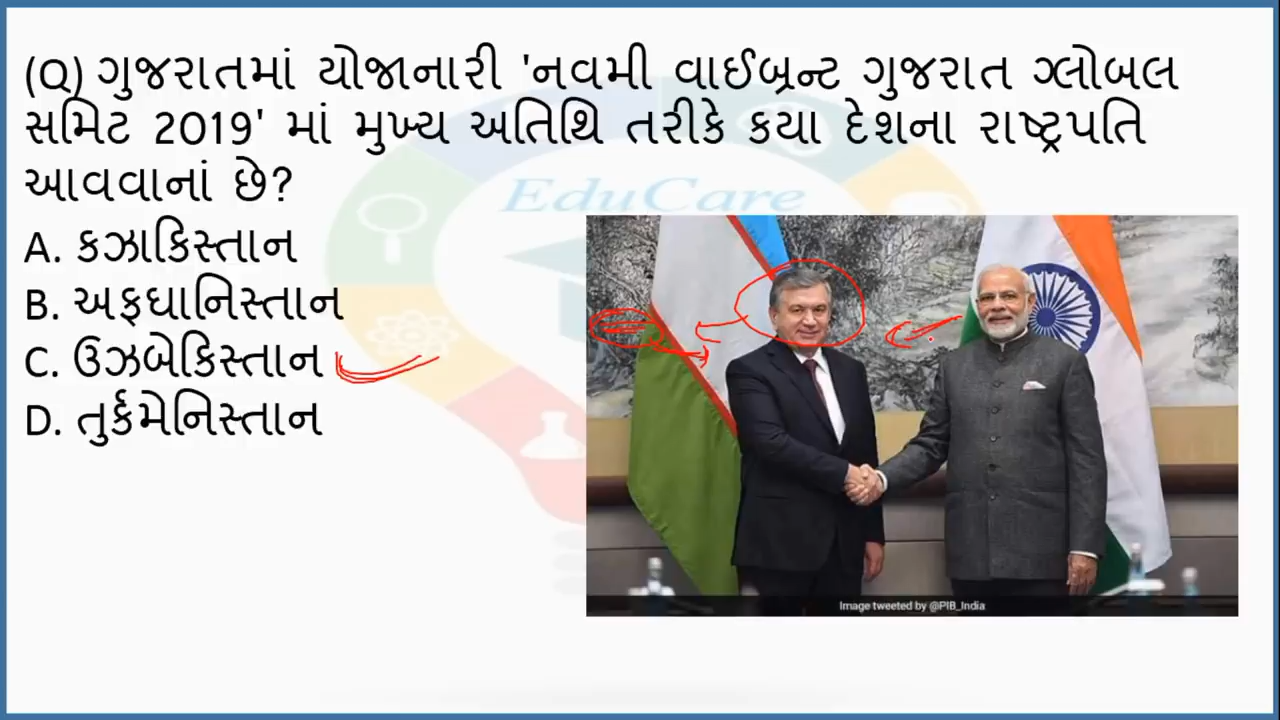 (Q) ગુજરાતમાં યોજાનારી 'નવમી વાઈબ્રન્ટ ગુજરાત ગ્લોબલ
સમિટ 2019' માં મુખ્ય અતિથિ તરીકે કયા દેશના રાષ્ટ્રપતિ
આવવાનાં છે?
EduCare
A. કઝાકિસ્તાન
B. અફઘાનિસ્તાન
C. ઉઝબેકિસ્તાન
D. તુર્કમેનિસ્તાન
Image tweeted by @PIB_India